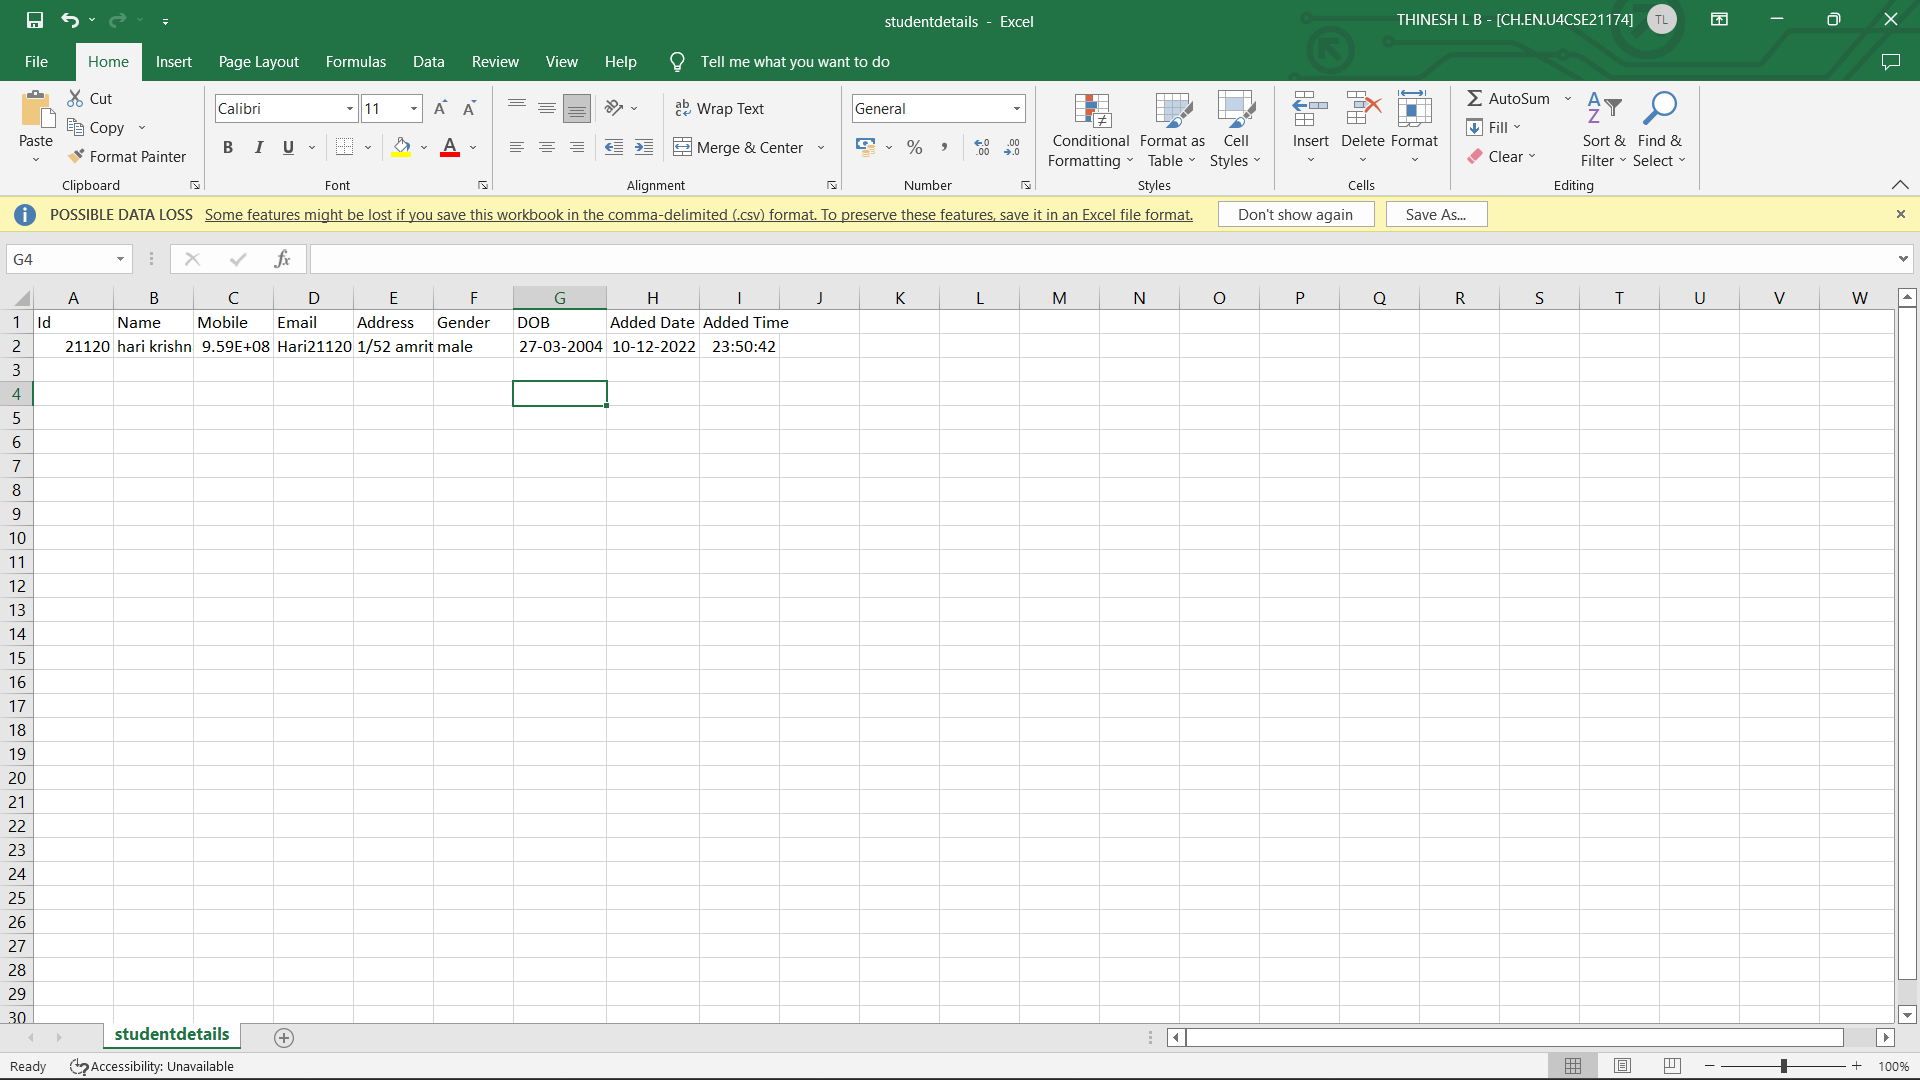 studentdetails - Excel
THINESH L B - [CH.EN.U4CSE21174]
TL
File Home Insert Page Layout Formulas Data Review View Help Tell me what you want to do
Paste
Cut
Copy
Format Painter
Clipboard
Calibri 11
B I U A
Font
Wrap Text
Merge & Center
Alignment
General
%
Number
Conditional Formatting
Format as Table
Cell Styles
Styles
Insert Delete Format
Cells
AutoSum
Fill
Clear
Sort & Filter
Find & Select
Editing
POSSIBLE DATA LOSS Some features might be lost if you save this workbook in the comma-delimited (.csv) format. To preserve these features, save it in an Excel file format. Don't show again Save As...
G4 fx
A B C D E F G H I J K L M N O P Q R S T U V W
1 Id Name Mobile Email Address Gender DOB Added Date Added Time
2 21120 hari krishn 9.59E+08 Hari21120 1/52 amrit male 27-03-2004 10-12-2022 23:50:42
3
4
5
6
7
8
9
10
11
12
13
14
15
16
17
18
19
20
21
22
23
24
25
26
27
28
29
30
studentdetails
Ready Accessibility: Unavailable 100%